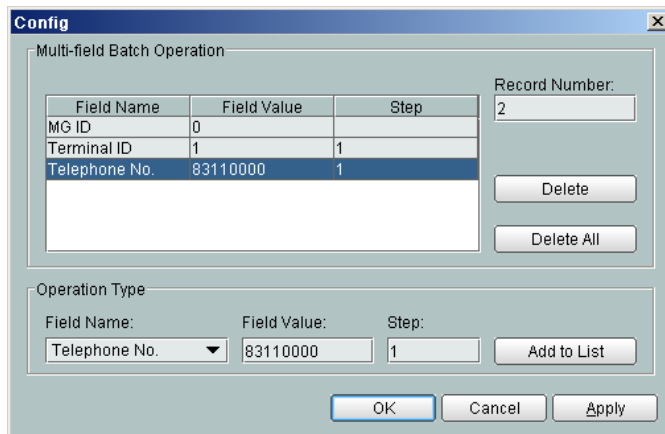 Config
Multi-field Batch Operation
Record Number:
2
Field Name Field Value Step
MG ID 0
Terminal ID 1 1
Telephone No. 83110000 1
Delete
Delete All
Operation Type
Field Name: Field Value: Step:
Telephone No. 83110000 1 Add to List
OK Cancel Apply